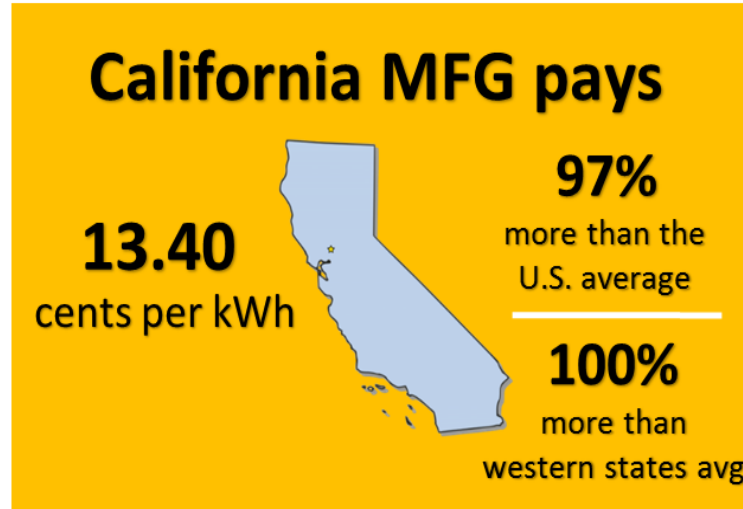 California MFG pays
13.40
cents per kWh
97%
more than the
U.S. average
100%
more than
western states avg